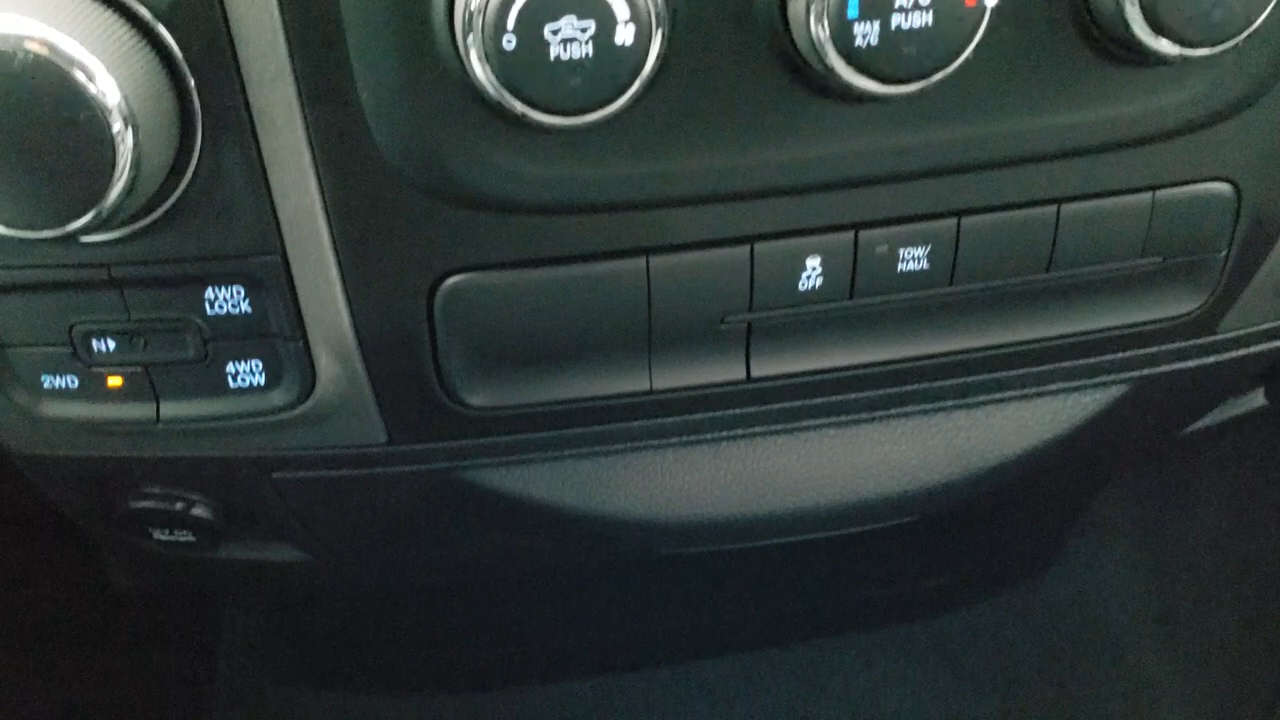 PUSH
A/C
PUSH
MAX
A/C
4WD
LOCK
N
2WD
4WD
LOW
OFF
TOW/
HAUL